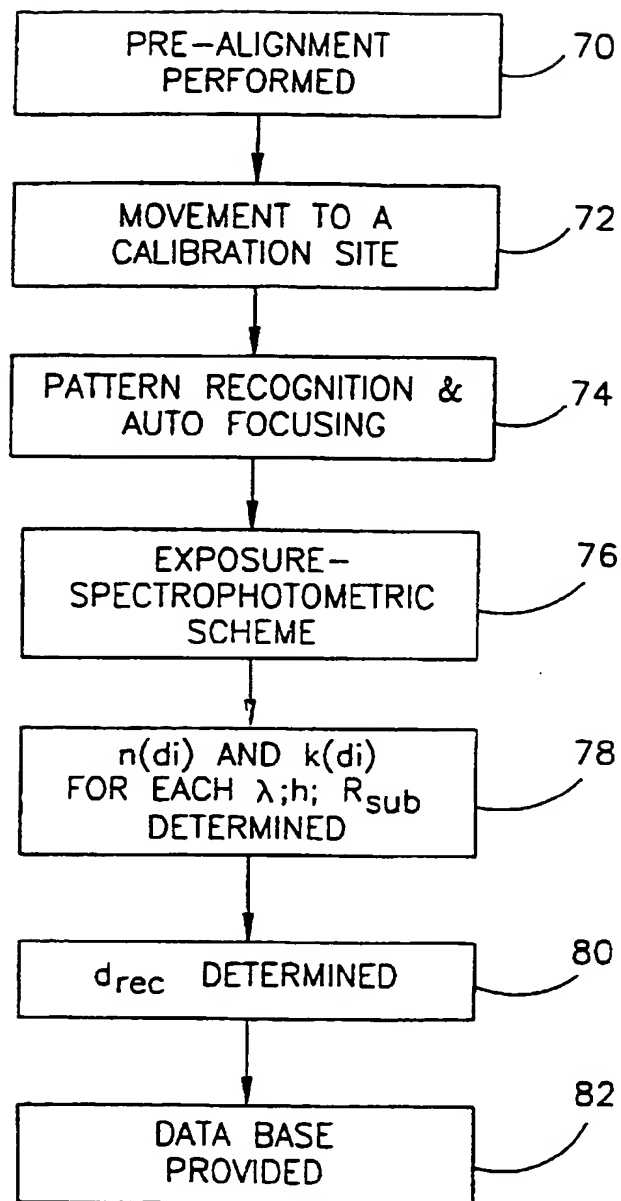 PRE-ALIGNMENT
PERFORMED
70
MOVEMENT TO A
CALIBRATION SITE
72
PATTERN RECOGNITION &
AUTO FOCUSING
74
EXPOSURE-
SPECTROPHOTOMETRIC
SCHEME
76
n(di) AND k(di)
FOR EACH λ;h; Rsub
DETERMINED
78
drec DETERMINED
80
DATA BASE
PROVIDED
82